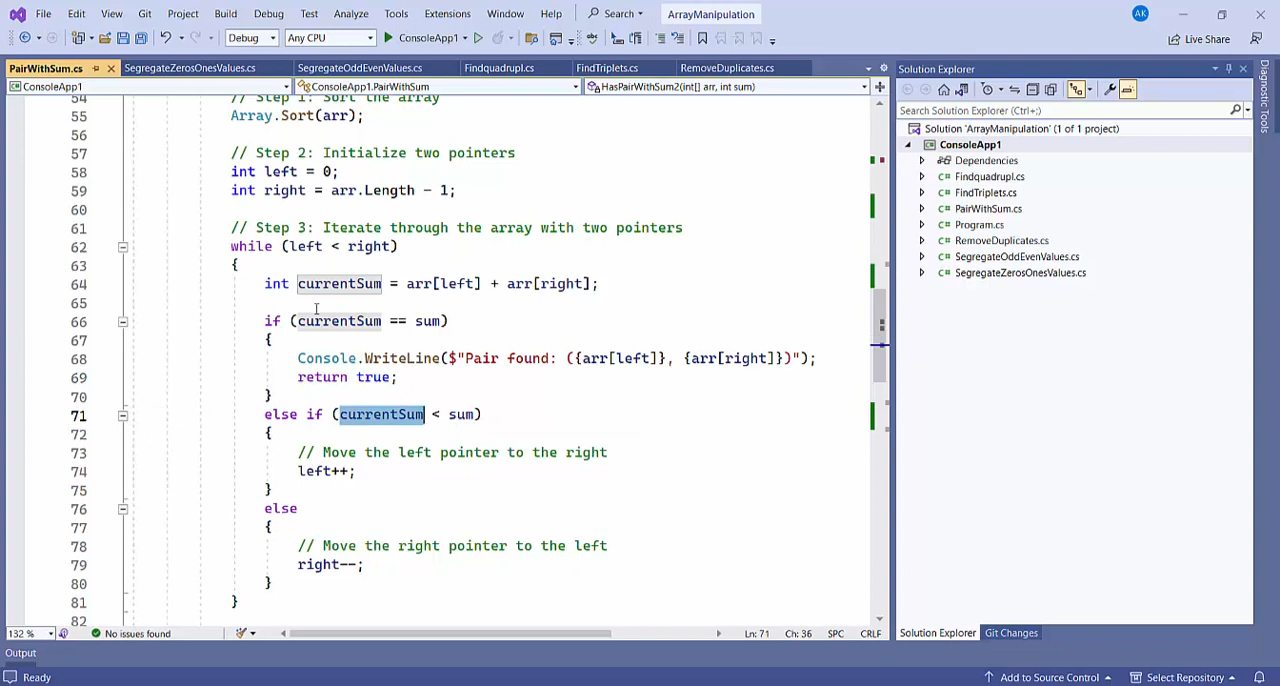 File Edit View Git Project Build Debug Test Analyze Tools Extensions Window Help Search ArrayManipulation AK
Debug Any CPU ConsoleApp1 Live Share
PairWithSum.cs SegregateZerosOnesValues.cs SegregateOddEvenValues.cs Findquadrupl.cs FindTriplets.cs RemoveDuplicates.cs
ConsoleApp1 ConsoleApp1.PairWithSum HasPairWithSum2(int[] arr, int sum)
54 // Step 1: Sort the array
55 Array.Sort(arr);
56
57 // Step 2: Initialize two pointers
58 int left = 0;
59 int right = arr.Length - 1;
60
61 // Step 3: Iterate through the array with two pointers
62 while (left < right)
63 {
64 int currentSum = arr[left] + arr[right];
65
66 if (currentSum == sum)
67 {
68 Console.WriteLine($"Pair found: ({arr[left]}, {arr[right]})");
69 return true;
70 }
71 else if (currentSum < sum)
72 {
73 // Move the left pointer to the right
74 left++;
75 }
76 else
77 {
78 // Move the right pointer to the left
79 right--;
80 }
81 }
82
132 % No issues found Ln: 71 Ch: 36 SPC CRLF
Solution Explorer
Search Solution Explorer (Ctrl+;)
Solution 'ArrayManipulation' (1 of 1 project)
ConsoleApp1
Dependencies
C# Findquadrupl.cs
C# FindTriplets.cs
C# PairWithSum.cs
C# Program.cs
C# RemoveDuplicates.cs
C# SegregateOddEvenValues.cs
C# SegregateZerosOnesValues.cs
Solution Explorer Git Changes
Diagnostic Tools
Output
Ready Add to Source Control Select Repository